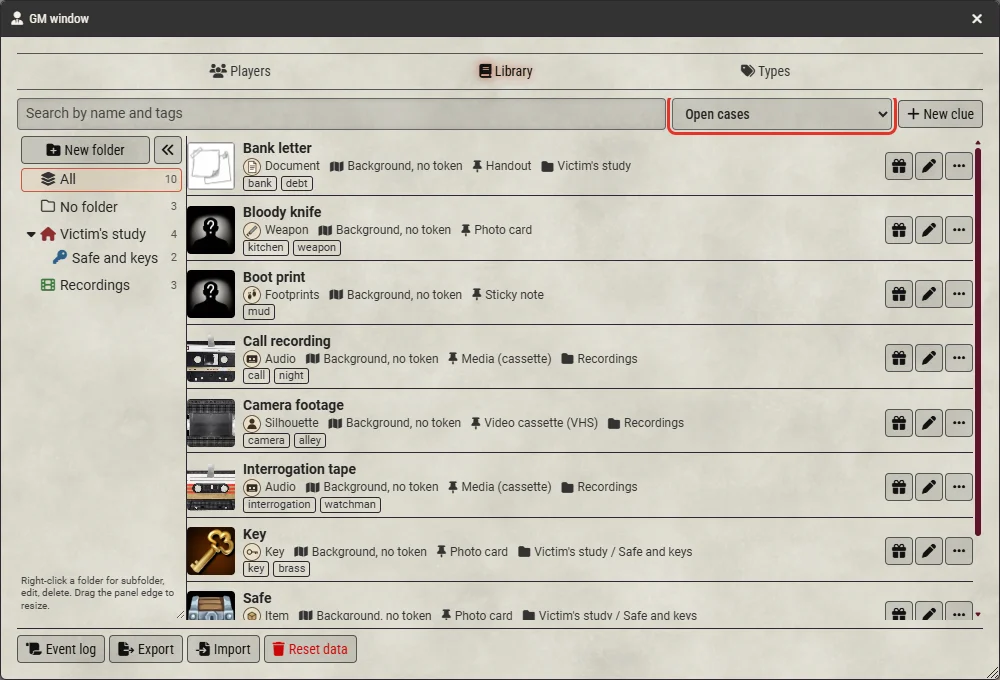 GM window
Players
Library
Types
Search by name and tags
Open cases
New clue
New folder
All 10
No folder 3
Victim's study 4
Safe and keys 2
Recordings 3
Right-click a folder for subfolder, edit, delete. Drag the panel edge to resize.
Bank letter
Document Background, no token Handout Victim's study
bank debt
Bloody knife
Weapon Background, no token Photo card
kitchen weapon
Boot print
Footprints Background, no token Sticky note
mud
Call recording
Audio Background, no token Media (cassette) Recordings
call night
Camera footage
Silhouette Background, no token Video cassette (VHS) Recordings
camera alley
Interrogation tape
Audio Background, no token Media (cassette) Recordings
interrogation watchman
Key
Key Background, no token Photo card Victim's study / Safe and keys
key brass
Safe
Item Background, no token Photo card Victim's study / Safe and keys
Event log
Export
Import
Reset data